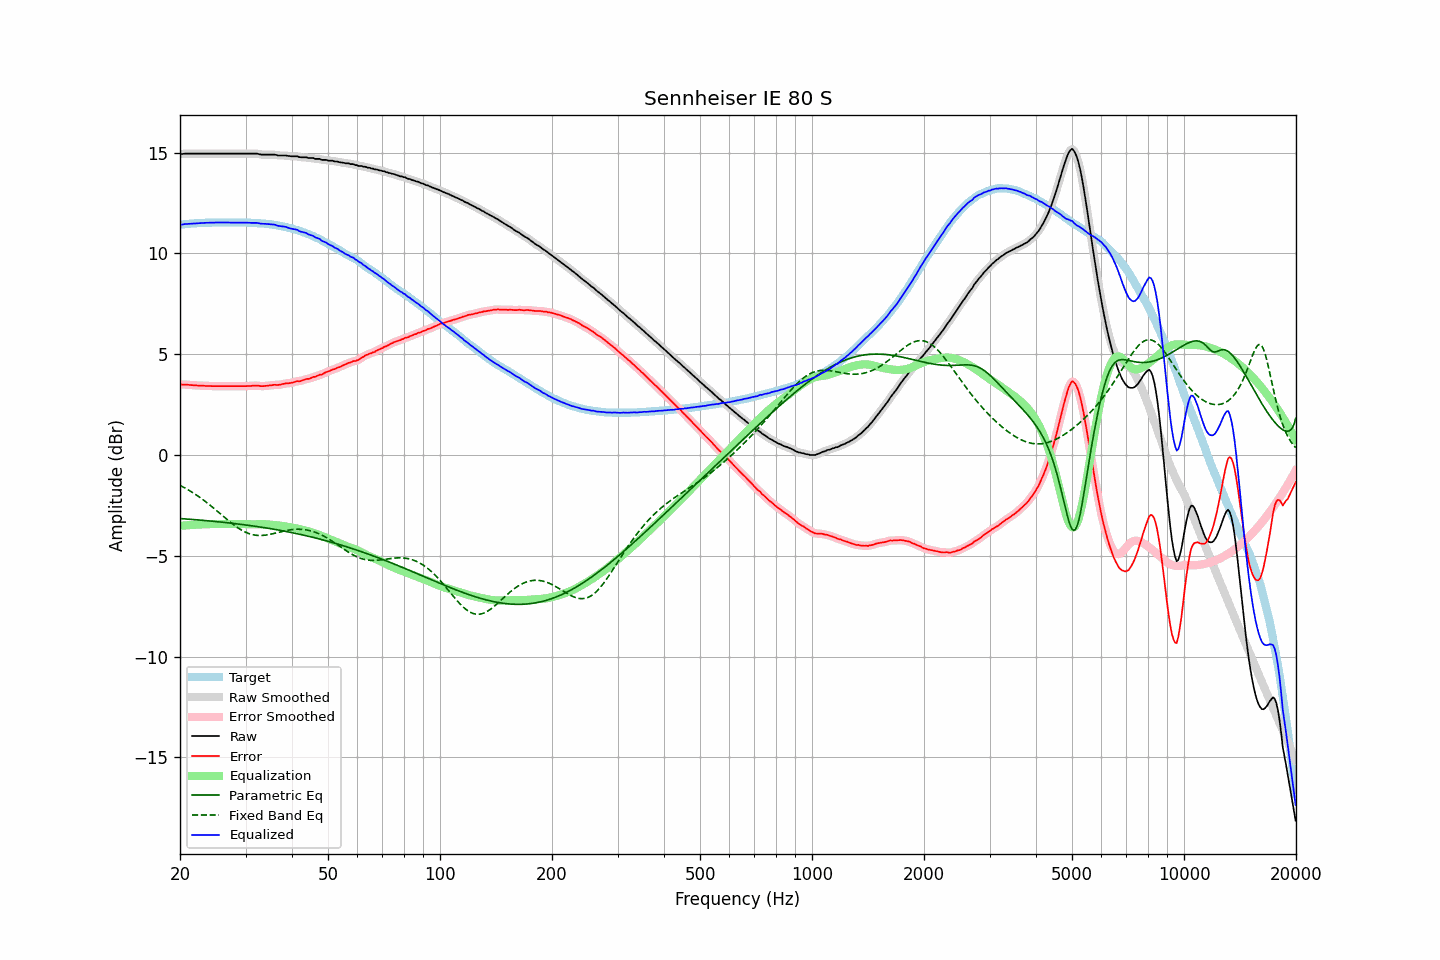 Sennheiser IE 80 S
Amplitude (dBr)
15
10
5
0
−5
−10
−15
Target
Raw Smoothed
Error Smoothed
Raw
Error
Equalization
Parametric Eq
Fixed Band Eq
Equalized
20 50 100 200 500 1000 2000 5000 10000 20000
Frequency (Hz)